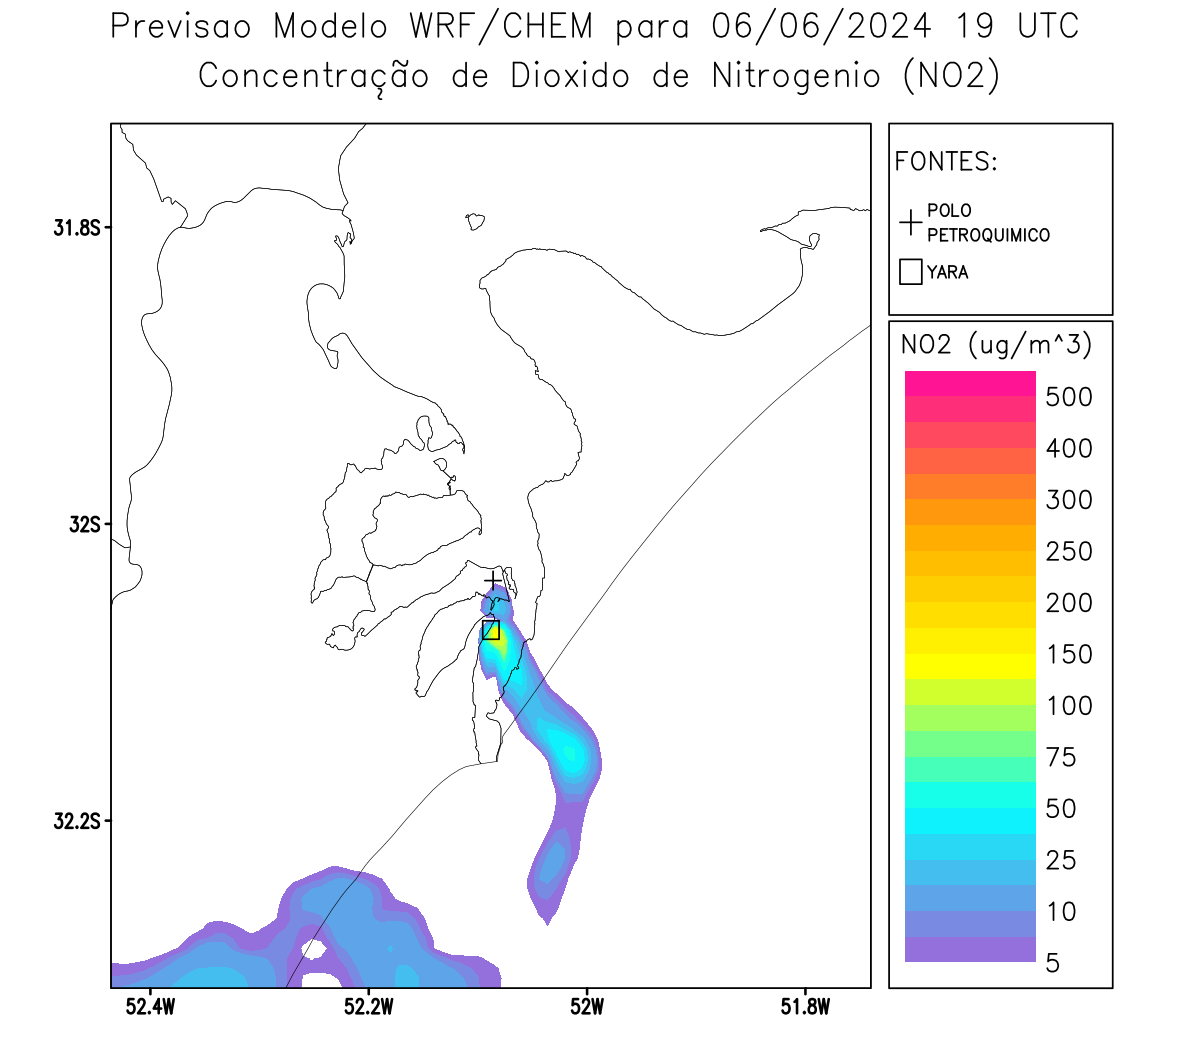 Previsao Modelo WRF/CHEM para 06/06/2024 19 UTC
Concentração de Dioxido de Nitrogenio (NO2)
FONTES:
POLO
PETROQUIMICO
YARA
NO2 (ug/m^3)
500
400
300
250
200
150
100
75
50
25
10
5
31.8S
32S
32.2S
52.4W
52.2W
52W
51.8W